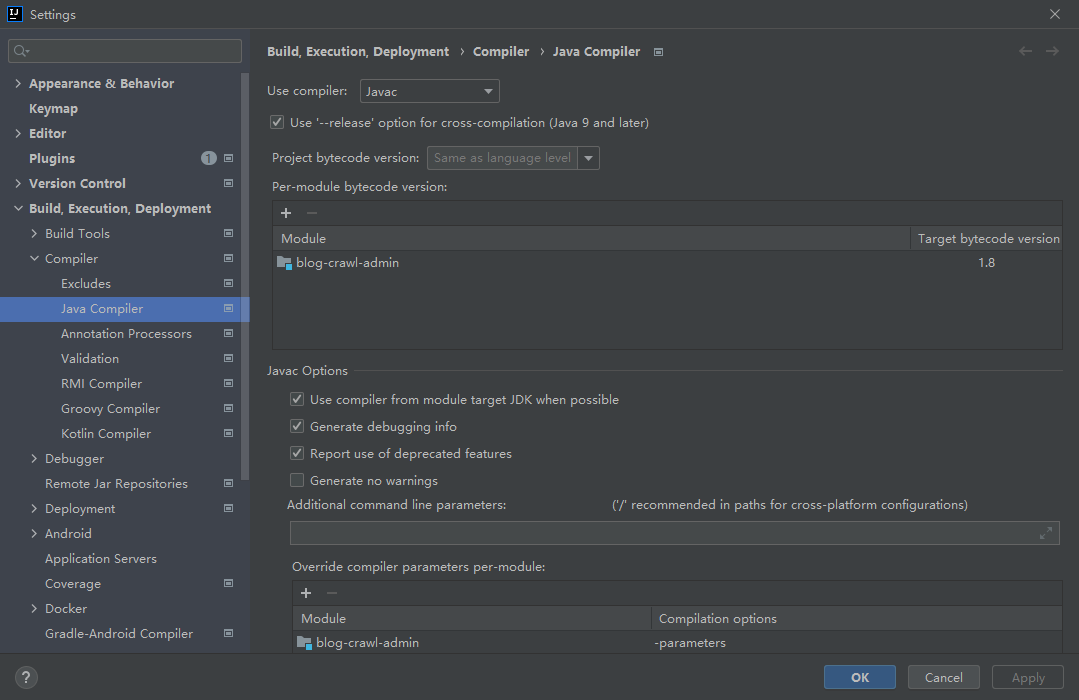 Settings
Appearance & Behavior
Keymap
Editor
Plugins 1
Version Control
Build, Execution, Deployment
Build Tools
Compiler
Excludes
Java Compiler
Annotation Processors
Validation
RMI Compiler
Groovy Compiler
Kotlin Compiler
Debugger
Remote Jar Repositories
Deployment
Android
Application Servers
Coverage
Docker
Gradle-Android Compiler
Build, Execution, Deployment › Compiler › Java Compiler
Use compiler: Javac
Use '--release' option for cross-compilation (Java 9 and later)
Project bytecode version: Same as language level
Per-module bytecode version:
+ −
Module Target bytecode version
blog-crawl-admin 1.8
Javac Options
Use compiler from module target JDK when possible
Generate debugging info
Report use of deprecated features
Generate no warnings
Additional command line parameters: ('/' recommended in paths for cross-platform configurations)
Override compiler parameters per-module:
+ −
Module Compilation options
blog-crawl-admin -parameters
? OK Cancel Apply